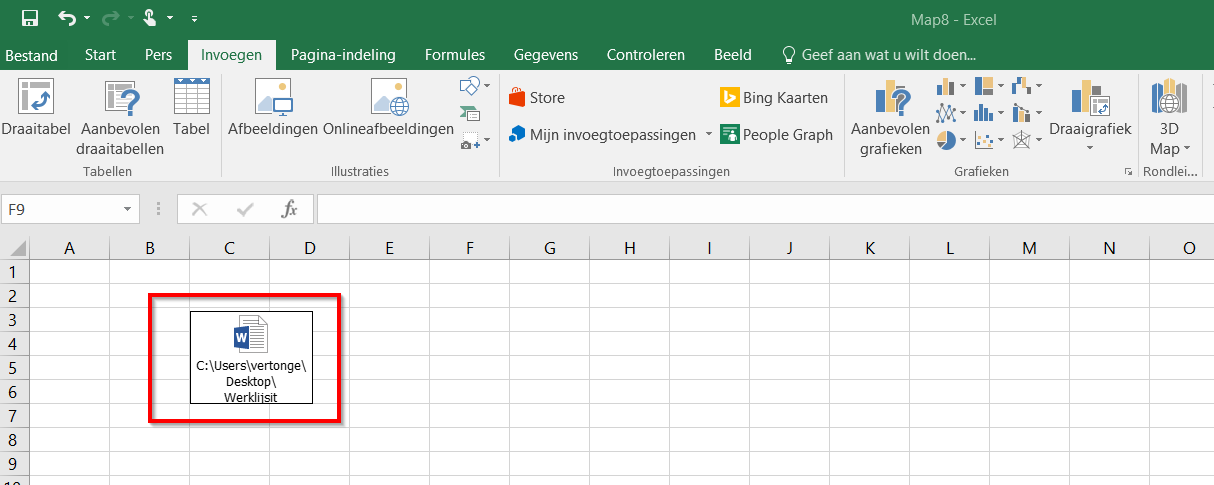 Map8 - Excel
Bestand Start Pers Invoegen Pagina-indeling Formules Gegevens Controleren Beeld Geef aan wat u wilt doen...
Draaitabel
Aanbevolen
draaitabellen
Tabel
Tabellen
Afbeeldingen
Onlineafbeeldingen
Illustraties
Store
Mijn invoegtoepassingen
Bing Kaarten
People Graph
Invoegtoepassingen
Aanbevolen
grafieken
Draaigrafiek
Grafieken
3D
Map
Rondlei...
F9
fx
A B C D E F G H I J K L M N O
1
2
3
4
5
6
7
8
9
10
W
C:\Users\vertonge\
Desktop\
Werklijsit